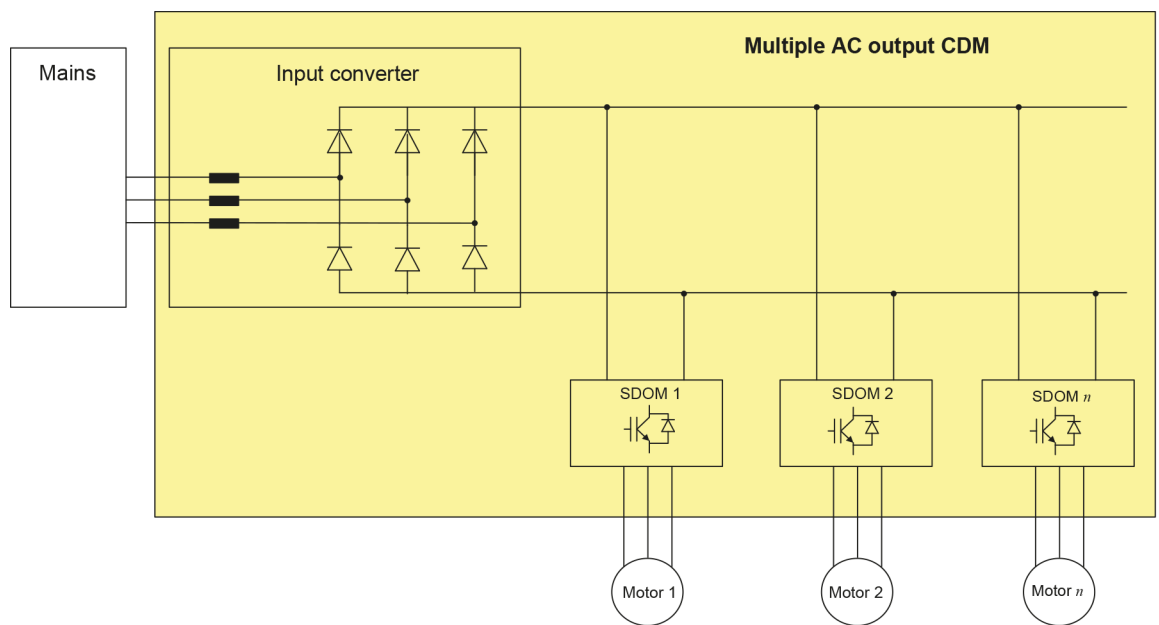 Multiple AC output CDM
Mains
Input converter
SDOM 1
SDOM 2
SDOM n
Motor 1
Motor 2
Motor n